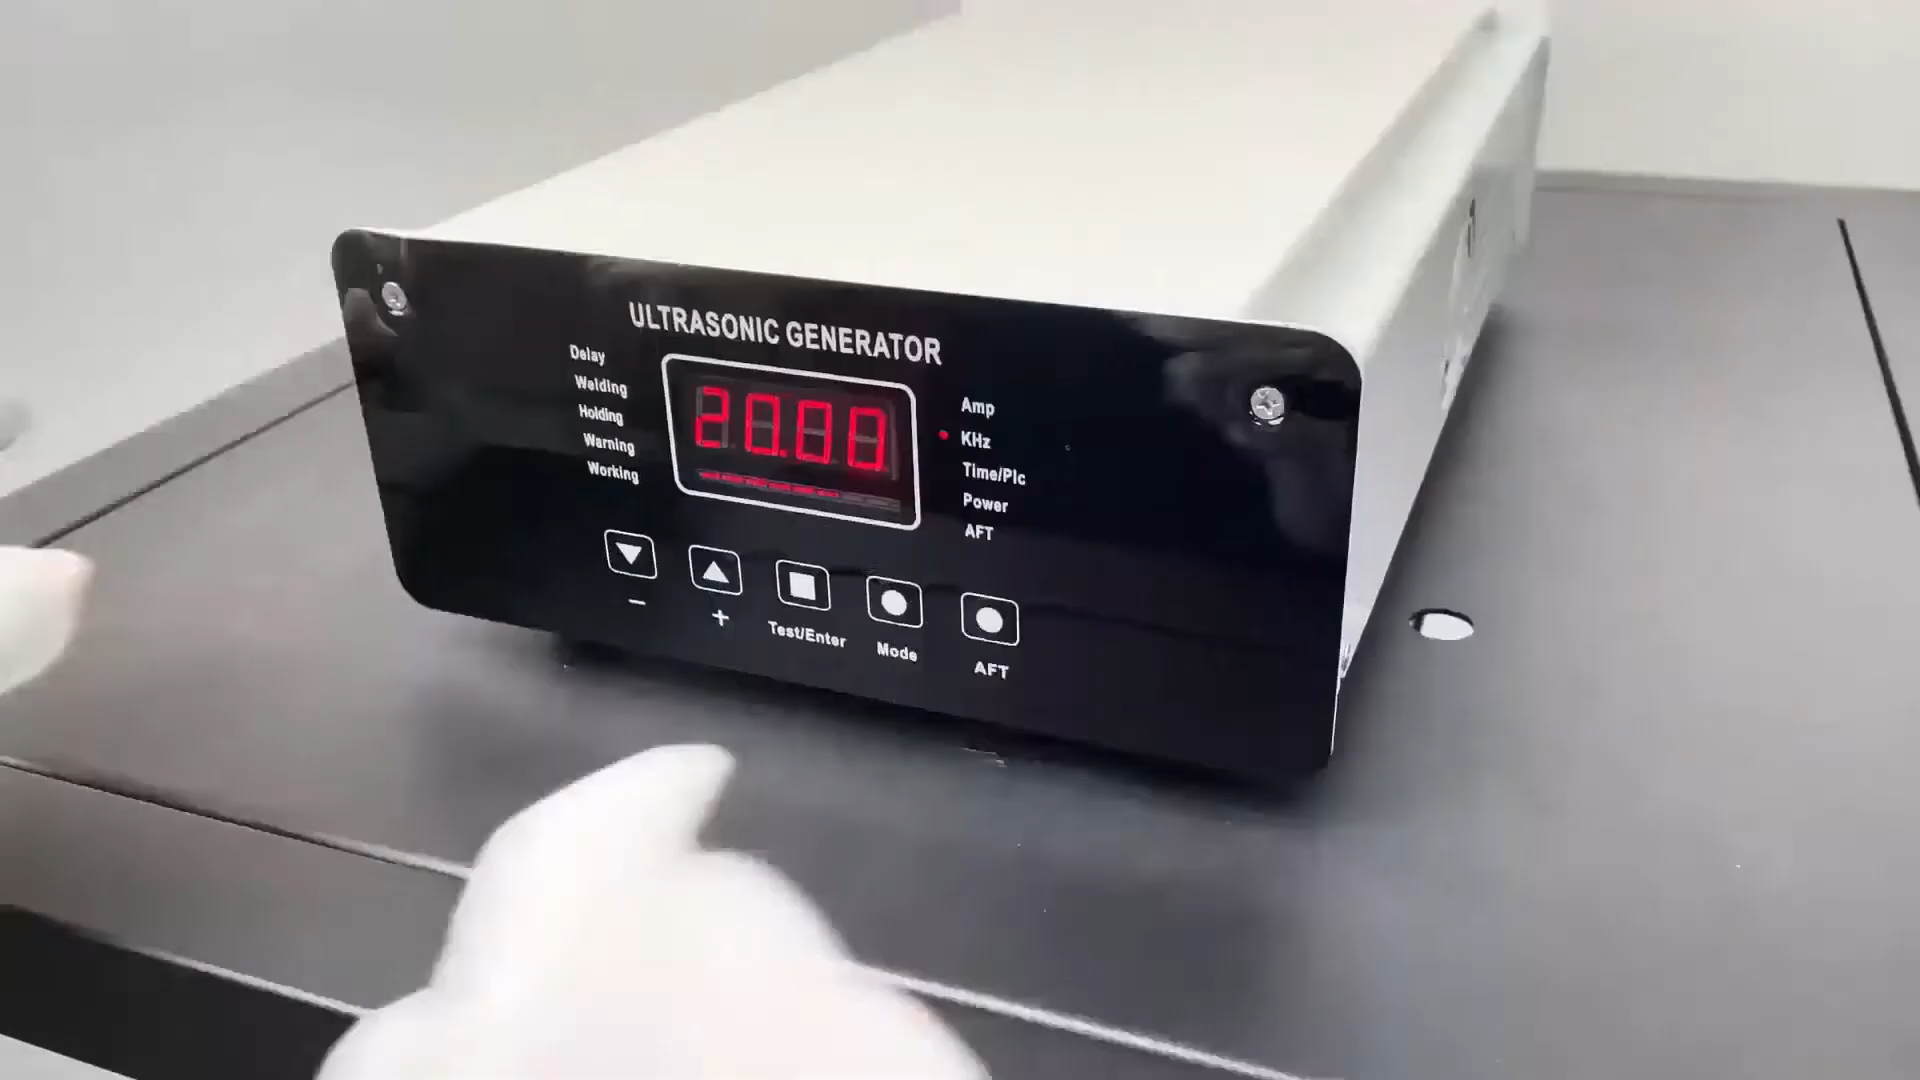 ULTRASONIC GENERATOR
Delay
Welding
Holding
Warning
Working
20.00
Amp
KHz
Time/Plc
Power
AFT
−
+
Test/Enter
Mode
AFT